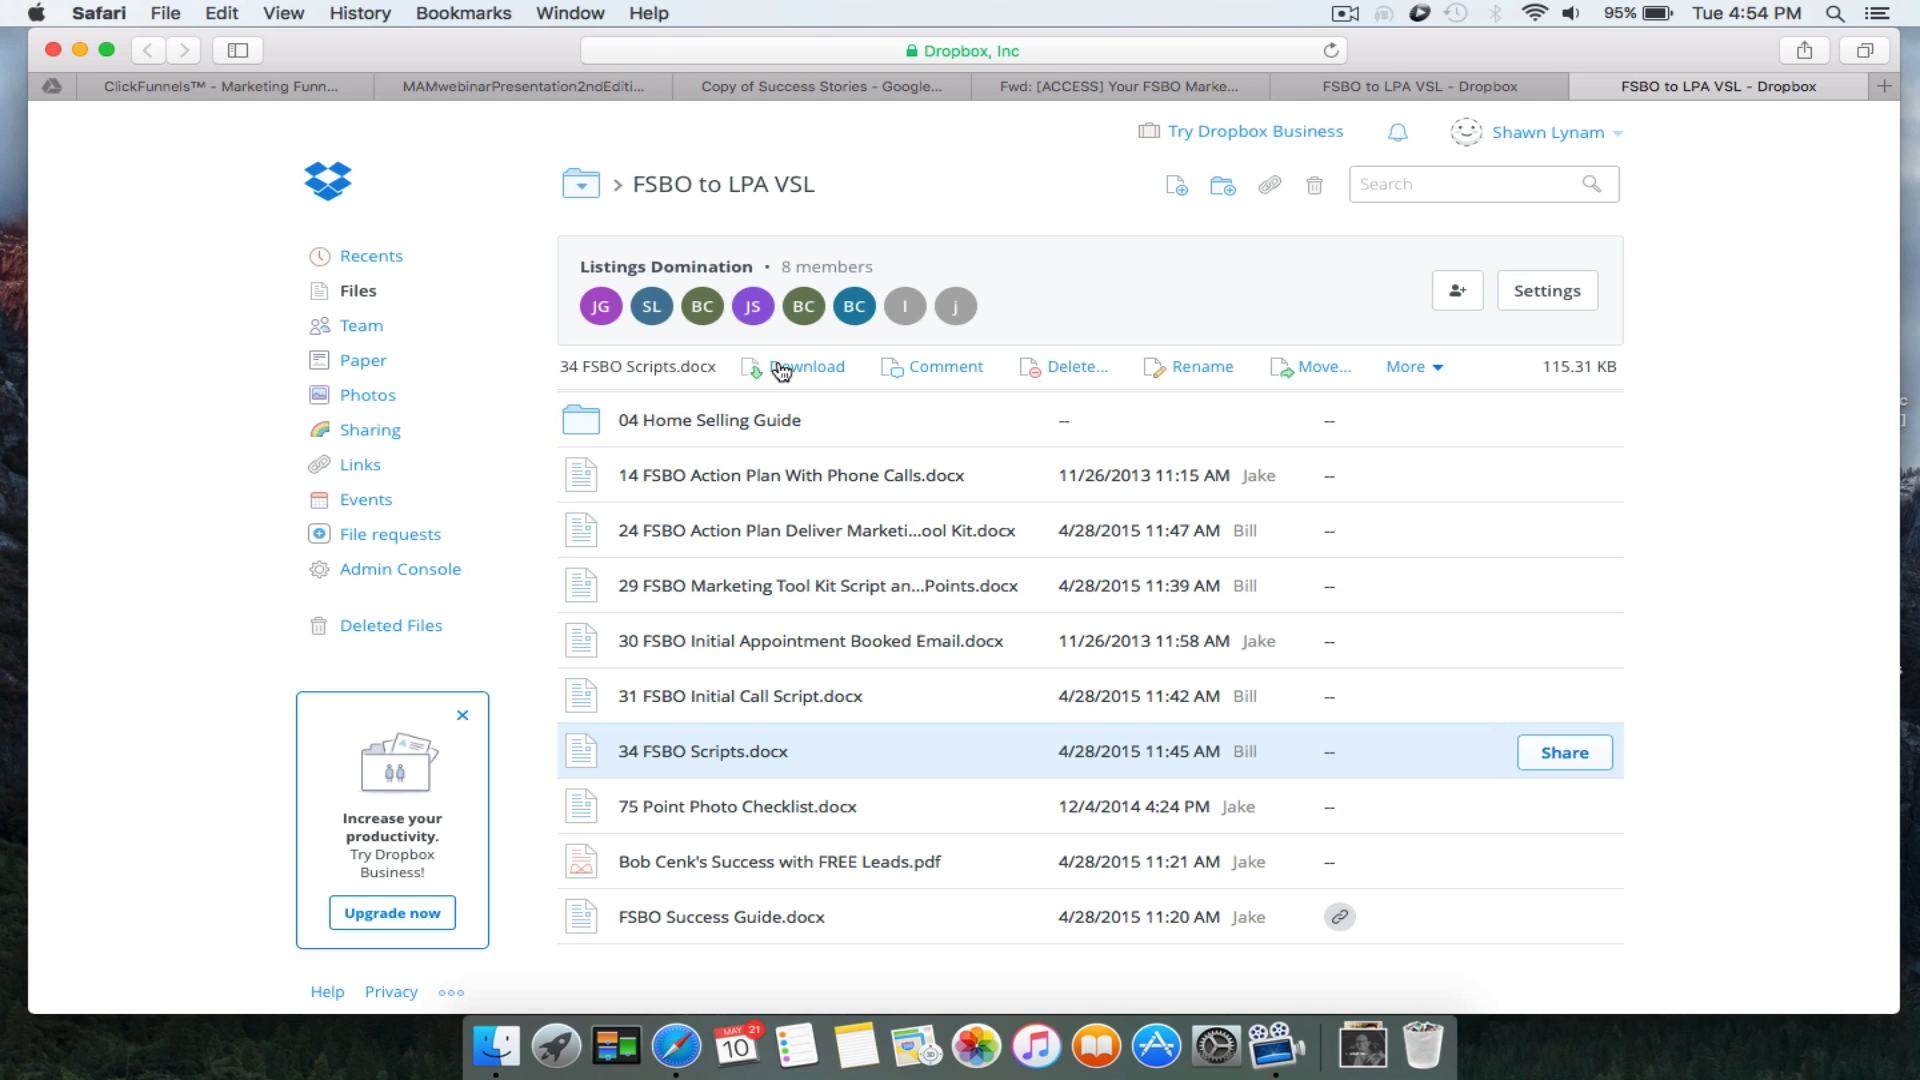 Safari File Edit View History Bookmarks Window Help 95% Tue 4:54 PM
Dropbox, Inc
ClickFunnels™ - Marketing Funn...
MAMwebinarPresentation2ndEditi...
Copy of Success Stories - Google...
Fwd: [ACCESS] Your FSBO Marke...
FSBO to LPA VSL - Dropbox
FSBO to LPA VSL - Dropbox
Try Dropbox Business
Shawn Lynam
> FSBO to LPA VSL
Search
Recents
Files
Team
Paper
Photos
Sharing
Links
Events
File requests
Admin Console
Deleted Files
Increase your
productivity.
Try Dropbox
Business!
Upgrade now
Help Privacy
Listings Domination • 8 members
JG SL BC JS BC BC l j
Settings
34 FSBO Scripts.docx Download Comment Delete... Rename Move... More 115.31 KB
04 Home Selling Guide -- --
14 FSBO Action Plan With Phone Calls.docx 11/26/2013 11:15 AM Jake --
24 FSBO Action Plan Deliver Marketi...ool Kit.docx 4/28/2015 11:47 AM Bill --
29 FSBO Marketing Tool Kit Script an...Points.docx 4/28/2015 11:39 AM Bill --
30 FSBO Initial Appointment Booked Email.docx 11/26/2013 11:58 AM Jake --
31 FSBO Initial Call Script.docx 4/28/2015 11:42 AM Bill --
34 FSBO Scripts.docx 4/28/2015 11:45 AM Bill -- Share
75 Point Photo Checklist.docx 12/4/2014 4:24 PM Jake --
Bob Cenk's Success with FREE Leads.pdf 4/28/2015 11:21 AM Jake --
FSBO Success Guide.docx 4/28/2015 11:20 AM Jake
MAY 21
10